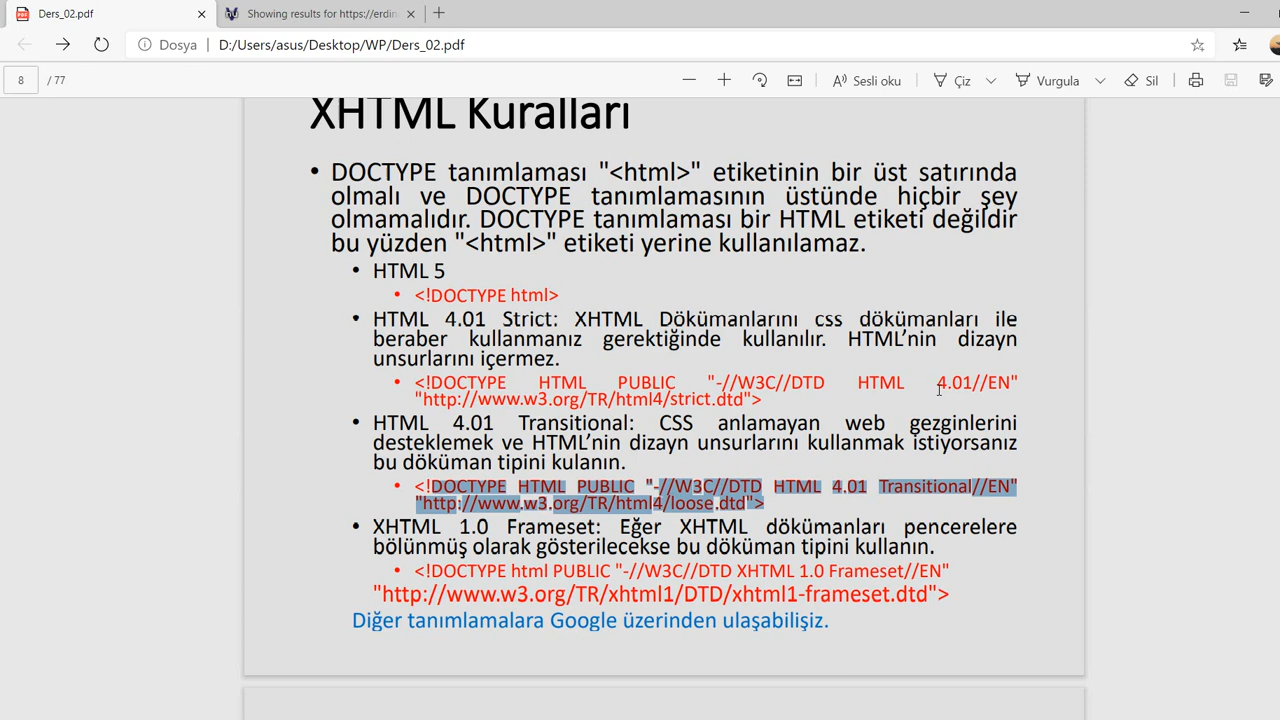 Ders_02.pdf
Showing results for https://erdin
Dosya
D:/Users/asus/Desktop/WP/Ders_02.pdf
8 / 77
Sesli oku
Çiz
Vurgula
Sil
XHTML Kuralları
• DOCTYPE tanımlaması "<html>" etiketinin bir üst satırında
olmalı ve DOCTYPE tanımlamasının üstünde hiçbir şey
olmamalıdır. DOCTYPE tanımlaması bir HTML etiketi değildir
bu yüzden "<html>" etiketi yerine kullanılamaz.
• HTML 5
• <!DOCTYPE html>
• HTML 4.01 Strict: XHTML Dökümanlarını css dökümanları ile
beraber kullanmanız gerektiğinde kullanılır. HTML’nin dizayn
unsurlarını içermez.
• <!DOCTYPE HTML PUBLIC "-//W3C//DTD HTML 4.01//EN"
"http://www.w3.org/TR/html4/strict.dtd">
• HTML 4.01 Transitional: CSS anlamayan web gezginlerini
desteklemek ve HTML’nin dizayn unsurlarını kullanmak istiyorsanız
bu döküman tipini kulanın.
• <!DOCTYPE HTML PUBLIC "-//W3C//DTD HTML 4.01 Transitional//EN"
"http://www.w3.org/TR/html4/loose.dtd">
• XHTML 1.0 Frameset: Eğer XHTML dökümanları pencerelere
bölünmüş olarak gösterilecekse bu döküman tipini kullanın.
• <!DOCTYPE html PUBLIC "-//W3C//DTD XHTML 1.0 Frameset//EN"
"http://www.w3.org/TR/xhtml1/DTD/xhtml1-frameset.dtd">
Diğer tanımlamalara Google üzerinden ulaşabilişiz.